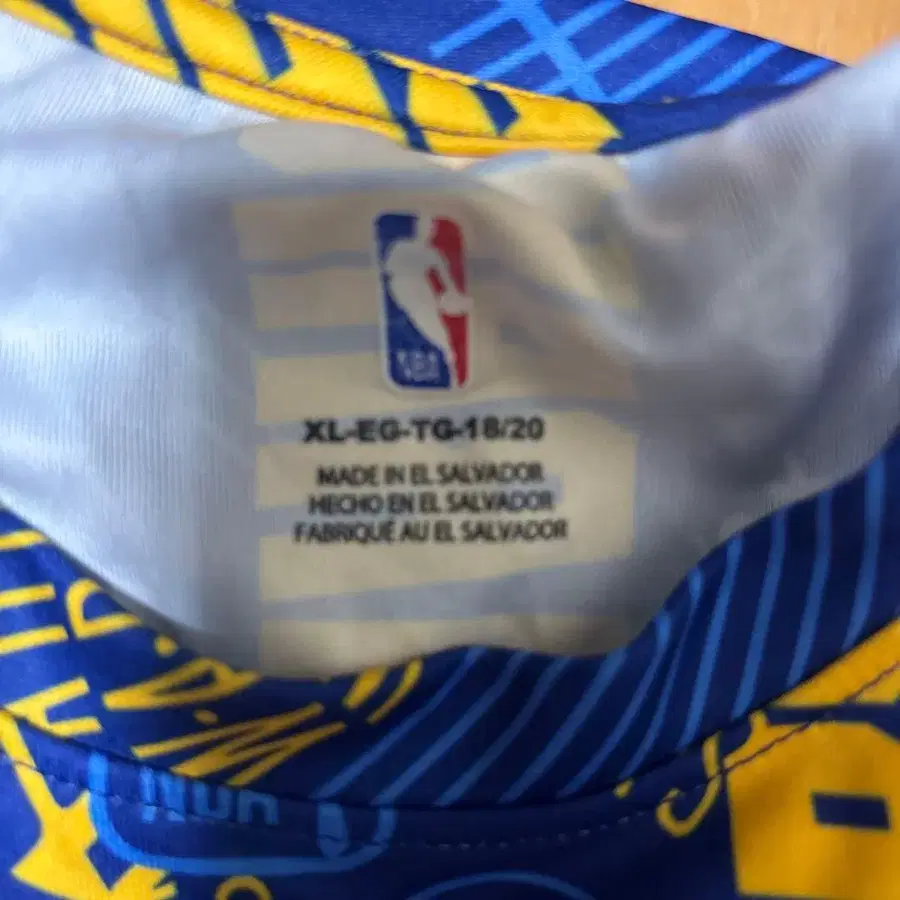 NBA
XL-EG-TG-18/20
MADE IN EL SALVADOR
HECHO EN EL SALVADOR
FABRIQUÉ AU EL SALVADOR